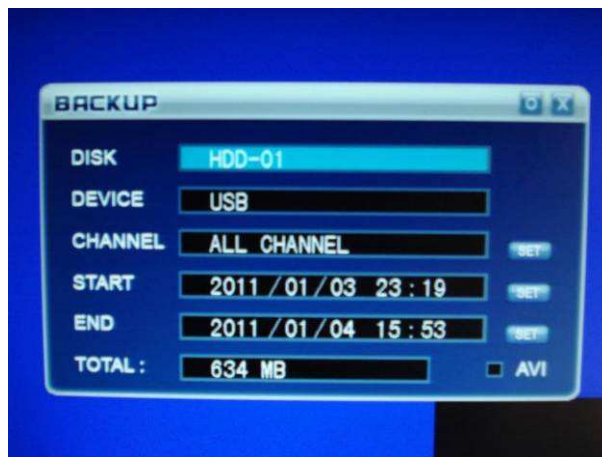 BACKUP O X
DISK HDD-01
DEVICE USB
CHANNEL ALL CHANNEL SET
START 2011/01/03 23:19 SET
END 2011/01/04 15:53 SET
TOTAL: 634 MB AVI